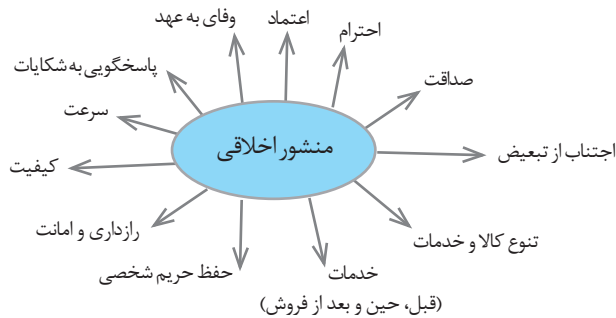 وفای به عهد
اعتماد
احترام
صداقت
اجتناب از تبعیض
تنوع کالا و خدمات
خدمات
(قبل، حین و بعد از فروش)
حفظ حریم شخصی
رازداری و امانت
کیفیت
سرعت
پاسخگویی به شکایات
منشور اخلاقی